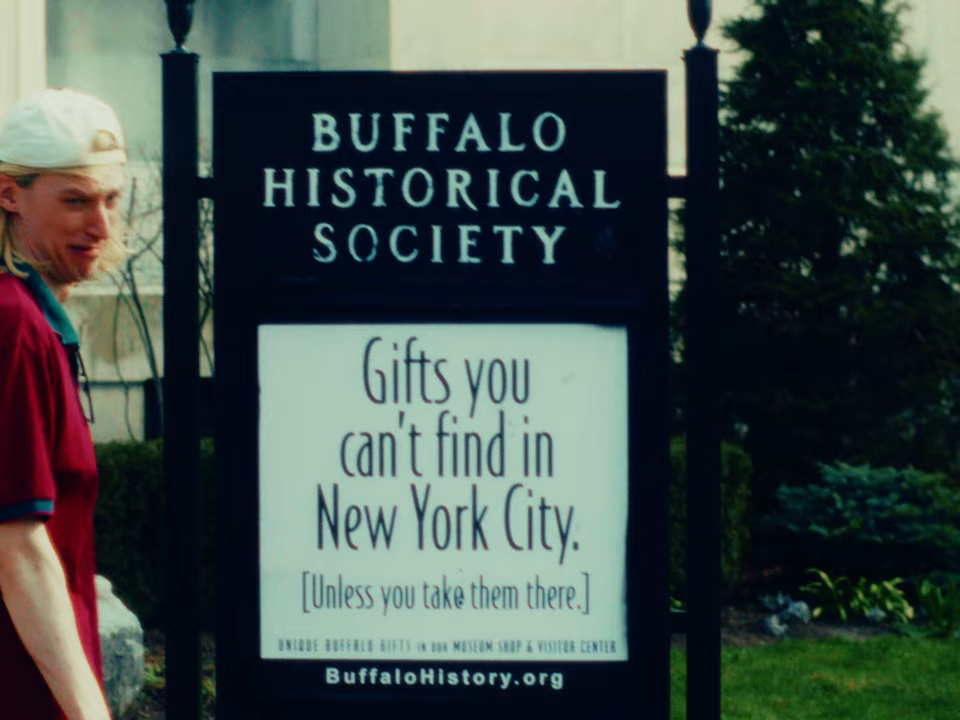 BUFFALO
HISTORICAL
SOCIETY
Gifts you
can't find in
New York City.
[Unless you take them there.]
UNIQUE BUFFALO GIFTS IN OUR MUSEUM SHOP & VISITOR CENTER
BuffaloHistory.org